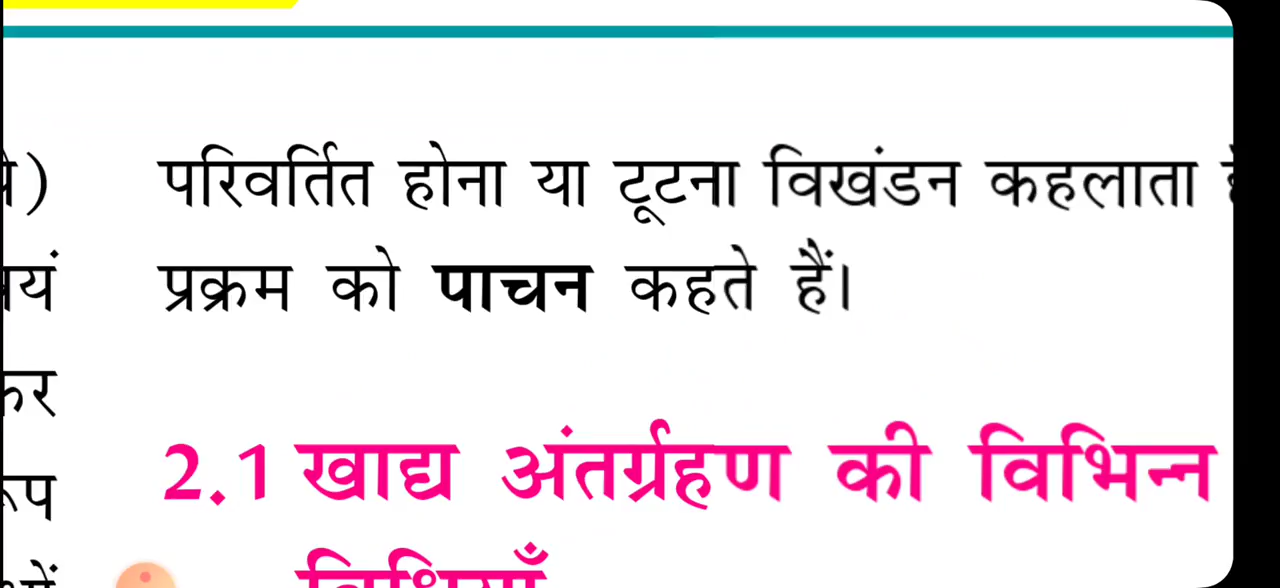 परिवर्तित होना या टूटना विखंडन कहलाता
प्रक्रम को पाचन कहते हैं।
2.1 खाद्य अंतर्ग्रहण की विभिन्न
विधियाँ